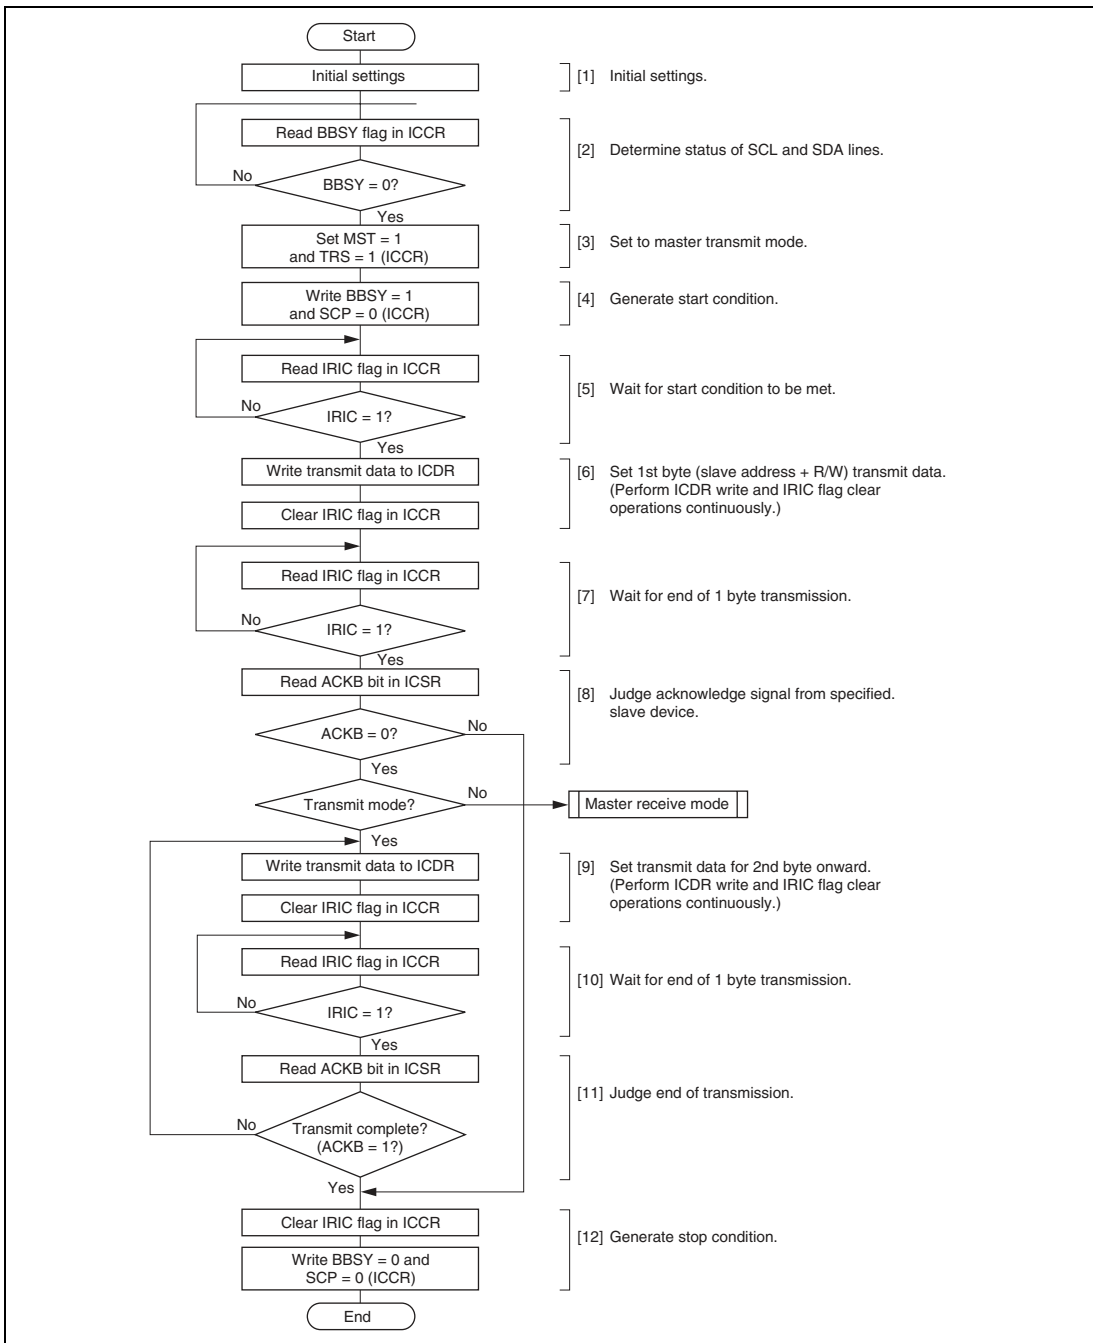 Start
Initial settings
[1] Initial settings.
Read BBSY flag in ICCR
[2] Determine status of SCL and SDA lines.
No
BBSY = 0?
Yes
Set MST = 1
and TRS = 1 (ICCR)
[3] Set to master transmit mode.
Write BBSY = 1
and SCP = 0 (ICCR)
[4] Generate start condition.
Read IRIC flag in ICCR
[5] Wait for start condition to be met.
No
IRIC = 1?
Yes
Write transmit data to ICDR
[6] Set 1st byte (slave address + R/W) transmit data.
(Perform ICDR write and IRIC flag clear
operations continuously.)
Clear IRIC flag in ICCR
Read IRIC flag in ICCR
[7] Wait for end of 1 byte transmission.
No
IRIC = 1?
Yes
Read ACKB bit in ICSR
[8] Judge acknowledge signal from specified.
slave device.
ACKB = 0?
No
Yes
Transmit mode?
No
Master receive mode
Yes
Write transmit data to ICDR
[9] Set transmit data for 2nd byte onward.
(Perform ICDR write and IRIC flag clear
operations continuously.)
Clear IRIC flag in ICCR
Read IRIC flag in ICCR
[10] Wait for end of 1 byte transmission.
No
IRIC = 1?
Yes
Read ACKB bit in ICSR
[11] Judge end of transmission.
No
Transmit complete?
(ACKB = 1?)
Yes
Clear IRIC flag in ICCR
[12] Generate stop condition.
Write BBSY = 0 and
SCP = 0 (ICCR)
End